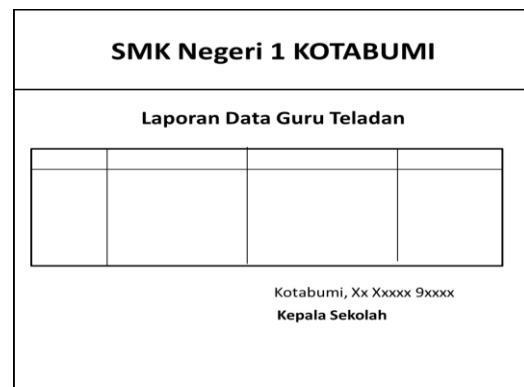 SMK Negeri 1 KOTABUMI
Laporan Data Guru Teladan
Kotabumi, Xx Xxxxx 9xxxx
Kepala Sekolah